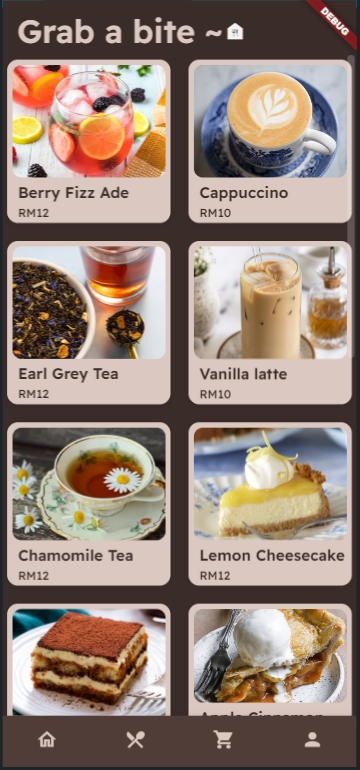 Grab a bite ~
DEBUG
Berry Fizz Ade
RM12
Cappuccino
RM10
Earl Grey Tea
RM12
Vanilla latte
RM10
Chamomile Tea
RM12
Lemon Cheesecake
RM12
Apple Cinnamon